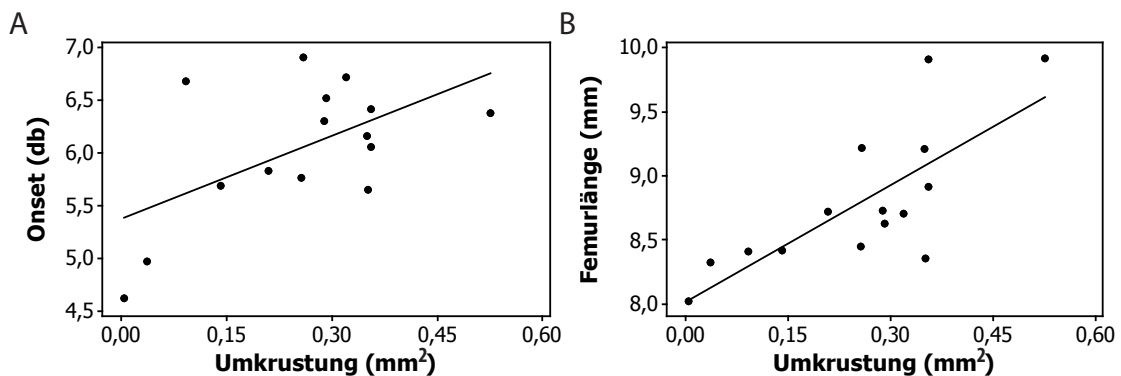 A
Onset (db)
7,0
6,5
6,0
5,5
5,0
4,5
0,00 0,15 0,30 0,45 0,60
Umkrustung (mm²)
B
Femurlänge (mm)
10,0
9,5
9,0
8,5
8,0
0,00 0,15 0,30 0,45 0,60
Umkrustung (mm²)